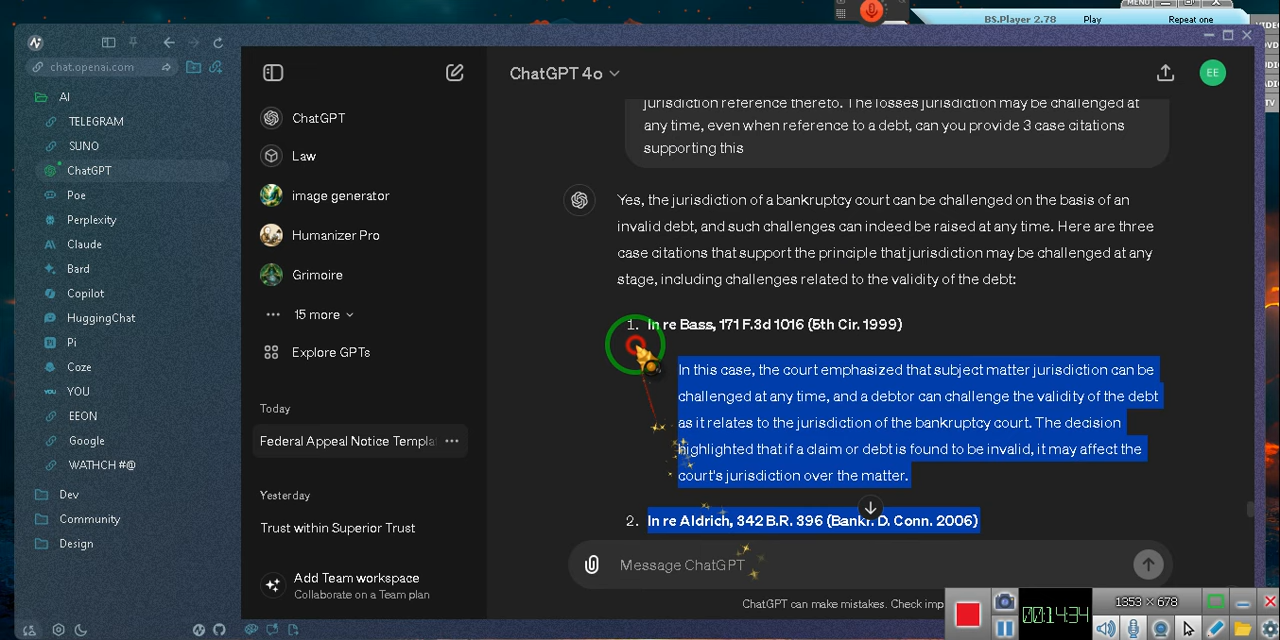 MENU
BS.Player 2.78 Play Repeat one
chat.openai.com
AI
TELEGRAM
SUNO
ChatGPT
Poe
Perplexity
Claude
Bard
Copilot
HuggingChat
Pi
Coze
YOU
EEON
Google
WATHCH #@
Dev
Community
Design
ChatGPT
Law
image generator
Humanizer Pro
Grimoire
15 more
Explore GPTs
Today
Federal Appeal Notice Templa
Yesterday
Trust within Superior Trust
Add Team workspace
Collaborate on a Team plan
ChatGPT 4o
EE
jurisdiction reference thereto. The losses jurisdiction may be challenged at
any time, even when reference to a debt, can you provide 3 case citations
supporting this
Yes, the jurisdiction of a bankruptcy court can be challenged on the basis of an
invalid debt, and such challenges can indeed be raised at any time. Here are three
case citations that support the principle that jurisdiction may be challenged at any
stage, including challenges related to the validity of the debt:
1. In re Bass, 171 F.3d 1016 (5th Cir. 1999)
In this case, the court emphasized that subject matter jurisdiction can be
challenged at any time, and a debtor can challenge the validity of the debt
as it relates to the jurisdiction of the bankruptcy court. The decision
highlighted that if a claim or debt is found to be invalid, it may affect the
court's jurisdiction over the matter.
2. In re Aldrich, 342 B.R. 396 (Bankr. D. Conn. 2006)
Message ChatGPT
ChatGPT can make mistakes. Check imp
1353 × 678
00:14:34